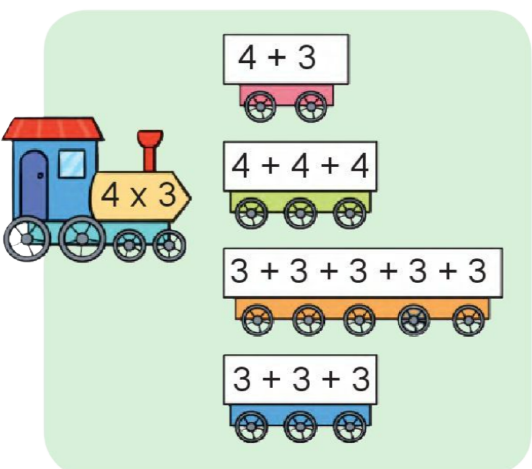 4 + 3
4 x 3
4 + 4 + 4
3 + 3 + 3 + 3 + 3
3 + 3 + 3